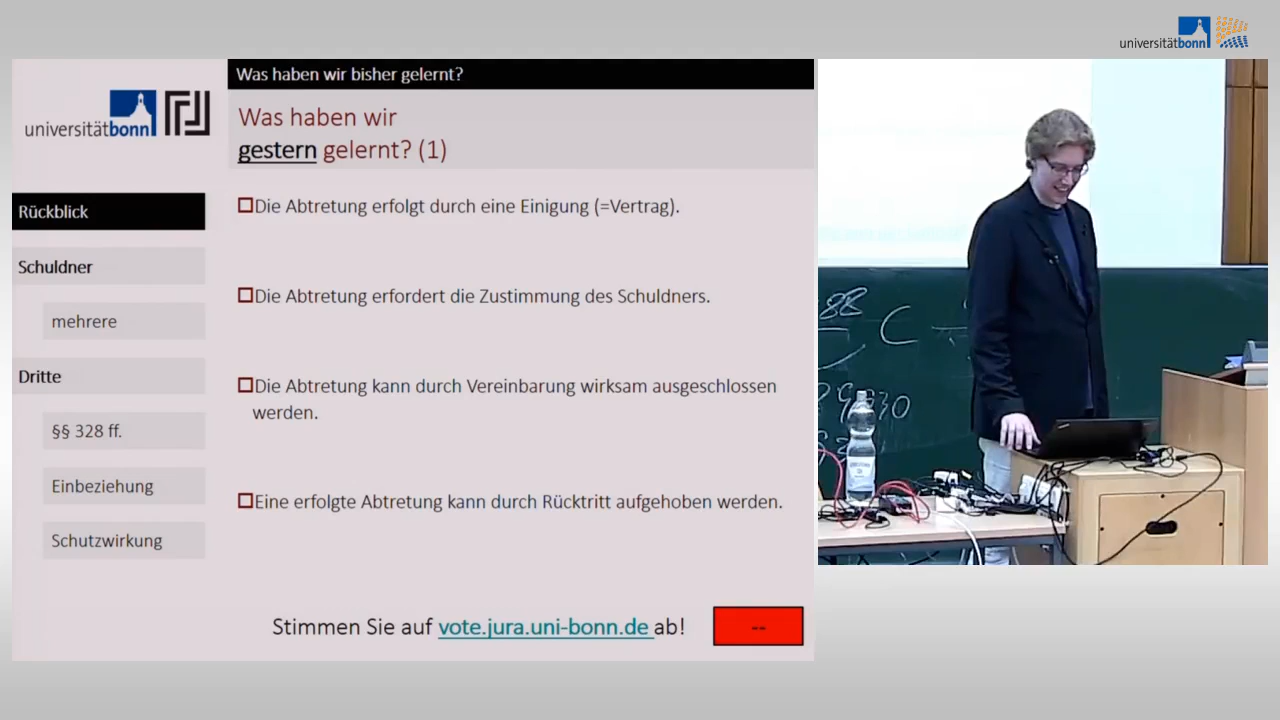 universitätbonn
Was haben wir bisher gelernt?
universitätbonn
Was haben wir
gestern gelernt? (1)
Rückblick
Schuldner
mehrere
Dritte
§§ 328 ff.
Einbeziehung
Schutzwirkung
Die Abtretung erfolgt durch eine Einigung (=Vertrag).
Die Abtretung erfordert die Zustimmung des Schuldners.
Die Abtretung kann durch Vereinbarung wirksam ausgeschlossen
werden.
Eine erfolgte Abtretung kann durch Rücktritt aufgehoben werden.
Stimmen Sie auf vote.jura.uni-bonn.de ab!
--
C